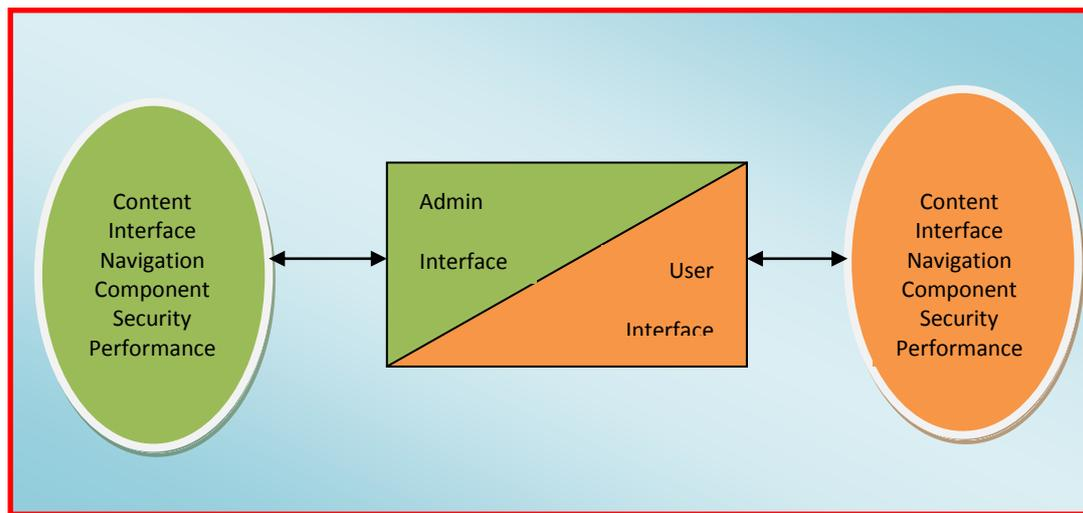 Content
Interface
Navigation
Component
Security
Performance
Admin
Interface
User
Interface
Content
Interface
Navigation
Component
Security
Performance